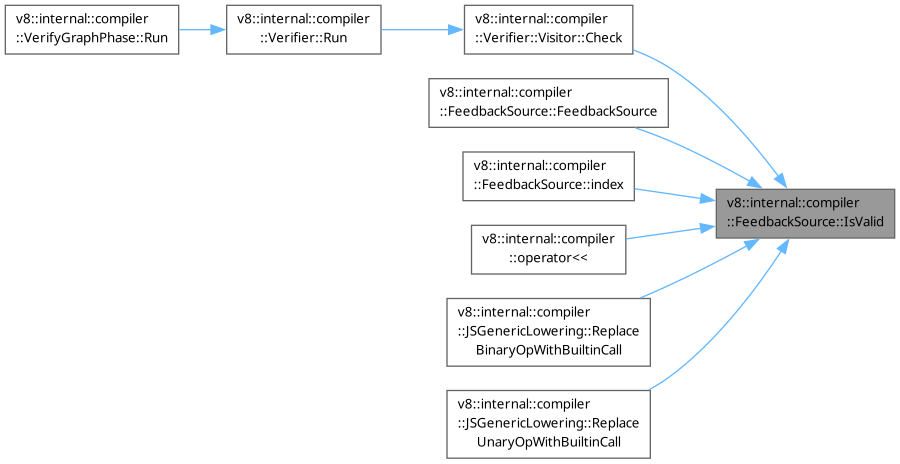 v8::internal::compiler
::VerifyGraphPhase::Run
v8::internal::compiler
::Verifier::Run
v8::internal::compiler
::Verifier::Visitor::Check
v8::internal::compiler
::FeedbackSource::FeedbackSource
v8::internal::compiler
::FeedbackSource::index
v8::internal::compiler
::FeedbackSource::IsValid
v8::internal::compiler
::operator<<
v8::internal::compiler
::JSGenericLowering::Replace
BinaryOpWithBuiltinCall
v8::internal::compiler
::JSGenericLowering::Replace
UnaryOpWithBuiltinCall